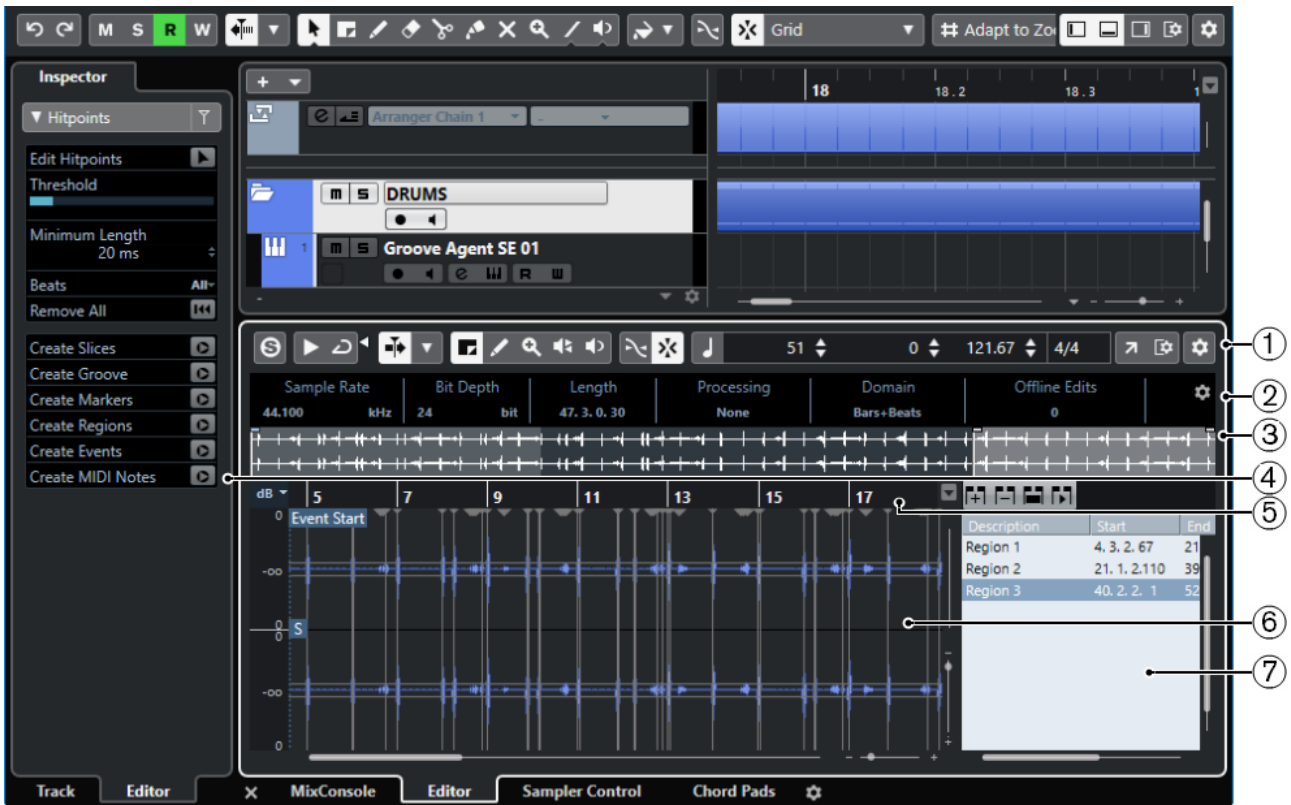 M S R W Grid Adapt to Zo
Inspector
Hitpoints
Edit Hitpoints
Threshold
Minimum Length
20 ms
Beats All
Remove All
Create Slices
Create Groove
Create Markers
Create Regions
Create Events
Create MIDI Notes
18 18.2 18.3 1
Arranger Chain 1 -
m s DRUMS
1 m s Groove Agent SE 01
e R W
-
51 0 121.67 4/4
1
Sample Rate Bit Depth Length Processing Domain Offline Edits
44.100 kHz 24 bit 47. 3. 0. 30 None Bars+Beats 0
2
3
4
dB 5 7 9 11 13 15 17
5
0 Event Start
-∞
0
0 S
-∞
0
Description Start End
Region 1 4. 3. 2. 67 21
Region 2 21. 1. 2.110 39
Region 3 40. 2. 2. 1 52
6
7
Track Editor MixConsole Editor Sampler Control Chord Pads